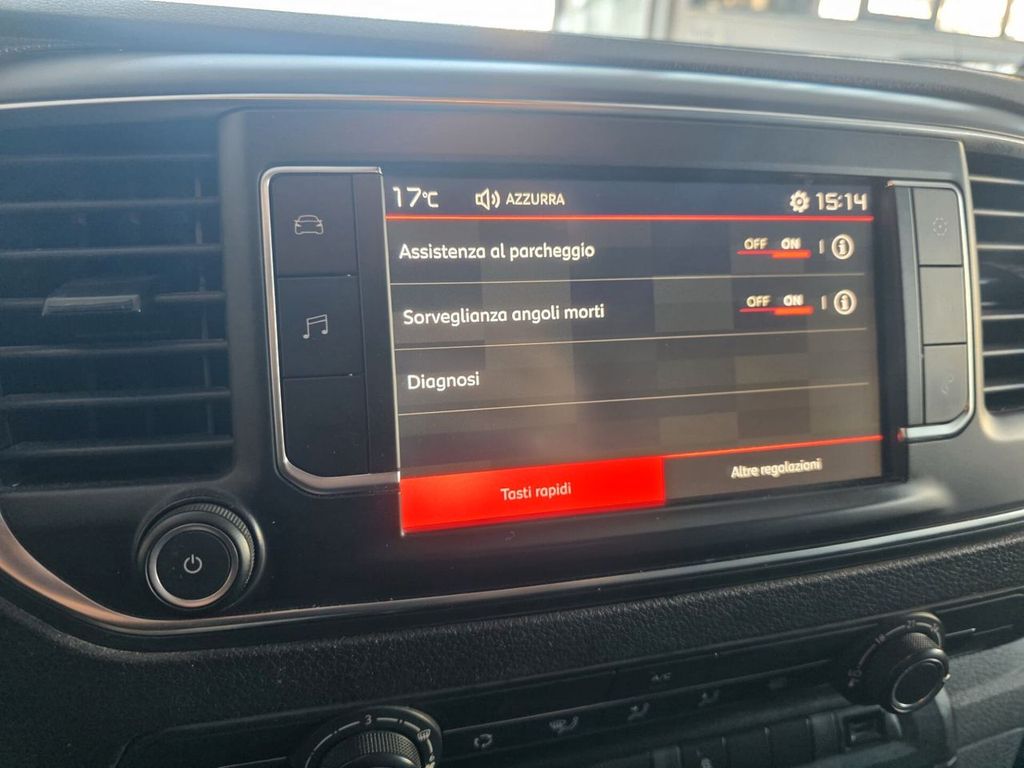 17°C AZZURRA 15:14
Assistenza al parcheggio OFF ON
Sorveglianza angoli morti OFF ON
Diagnosi
Tasti rapidi Altre regolazioni
A/C
3